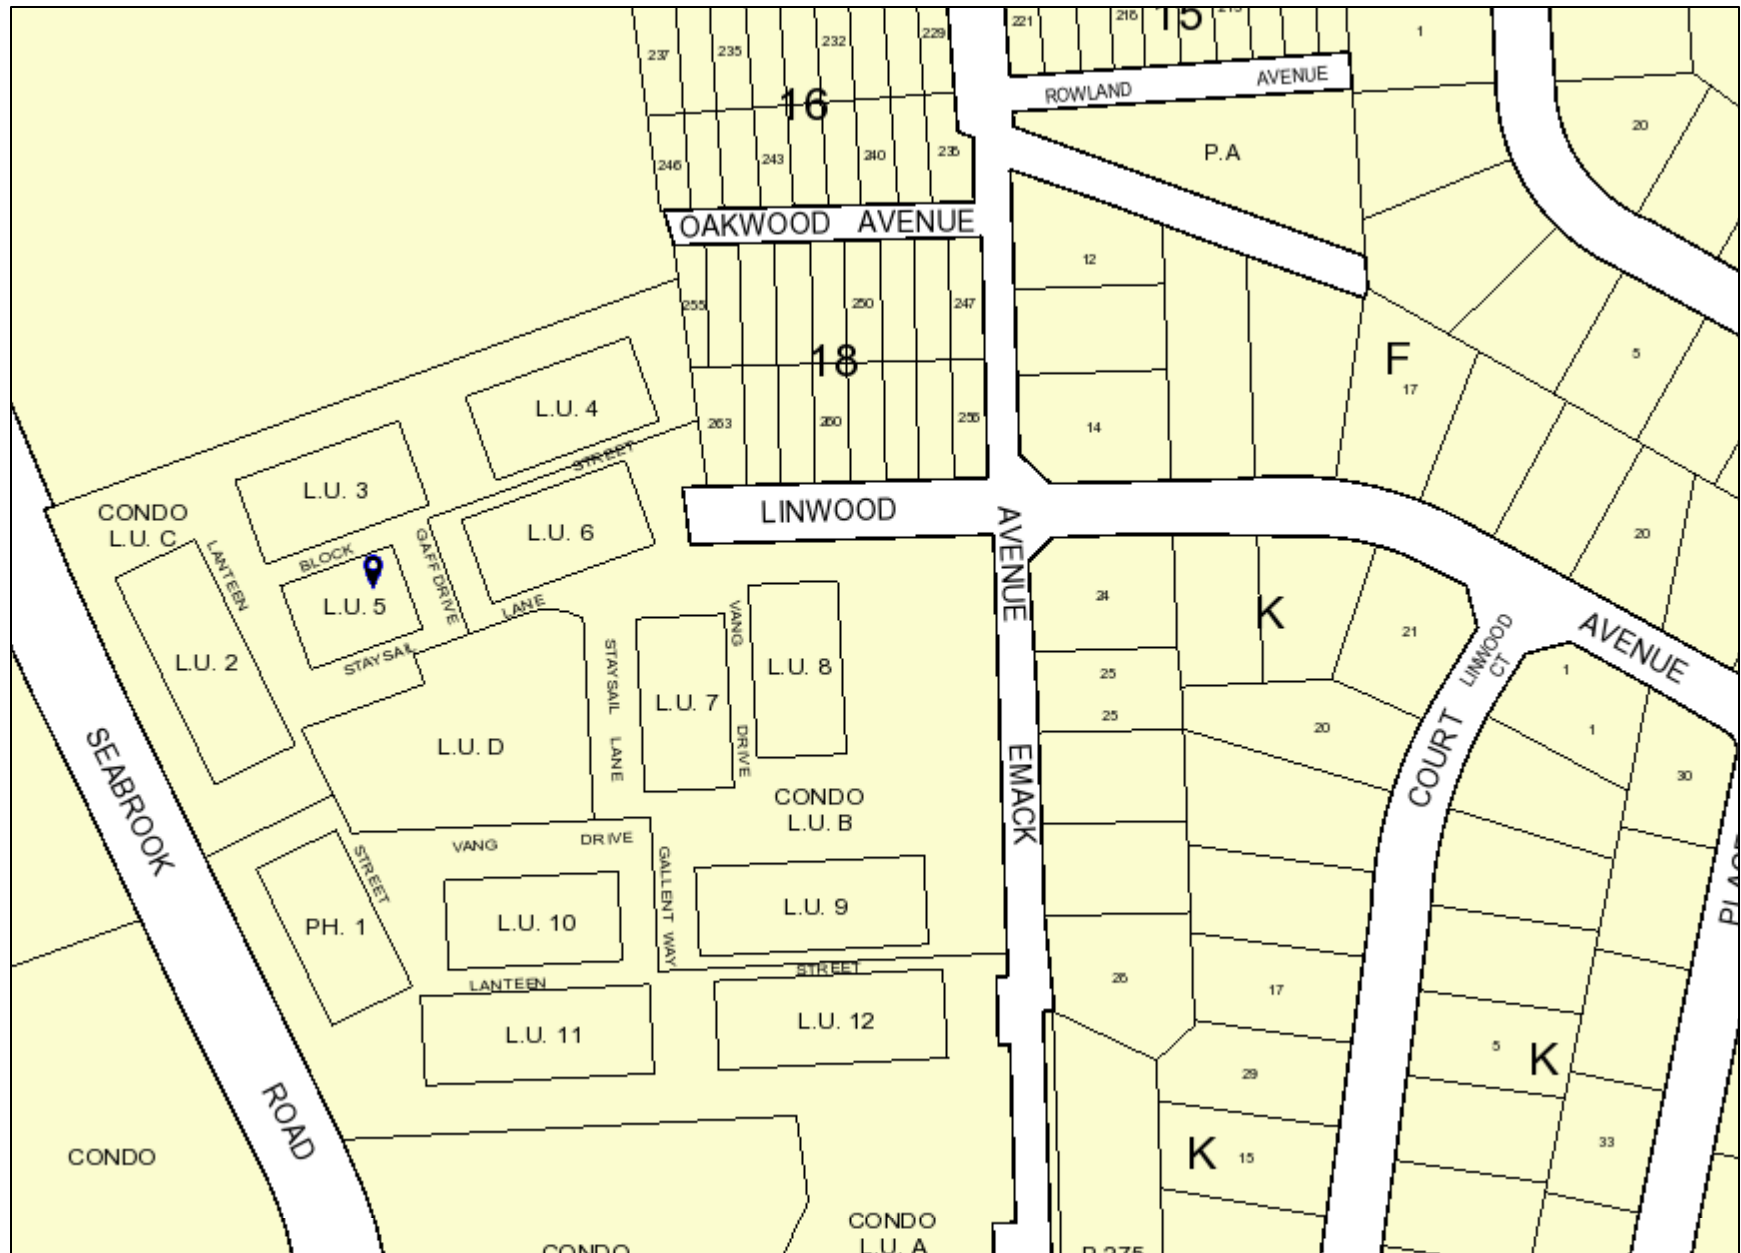 237
235
232
229
221
216
15
1
16
ROWLAND AVENUE
246
243
240
235
P.A
20
OAKWOOD AVENUE
12
255
250
247
18
5
F
17
263
260
256
14
L.U. 4
STREET
L.U. 3
CONDO
L.U. C
LINWOOD
AVENUE
L.U. 6
20
BLOCK
GAFF DRIVE
LANTEEN
L.U. 5
LANE
STAYSAIL
L.U. 2
24
K
21
LINWOOD
CT
AVENUE
1
VANG
L.U. 8
STAYSAIL LANE
L.U. 7
DRIVE
25
25
20
1
30
L.U. D
SEABROOK
EMACK
COURT
CONDO
L.U. B
VANG DRIVE
STREET
GALLENT WAY
L.U. 9
L.U. 10
PH. 1
STREET
LANTEEN
L.U. 11
L.U. 12
26
17
5
K
29
ROAD
K
15
33
CONDO
CONDO
L.U. A